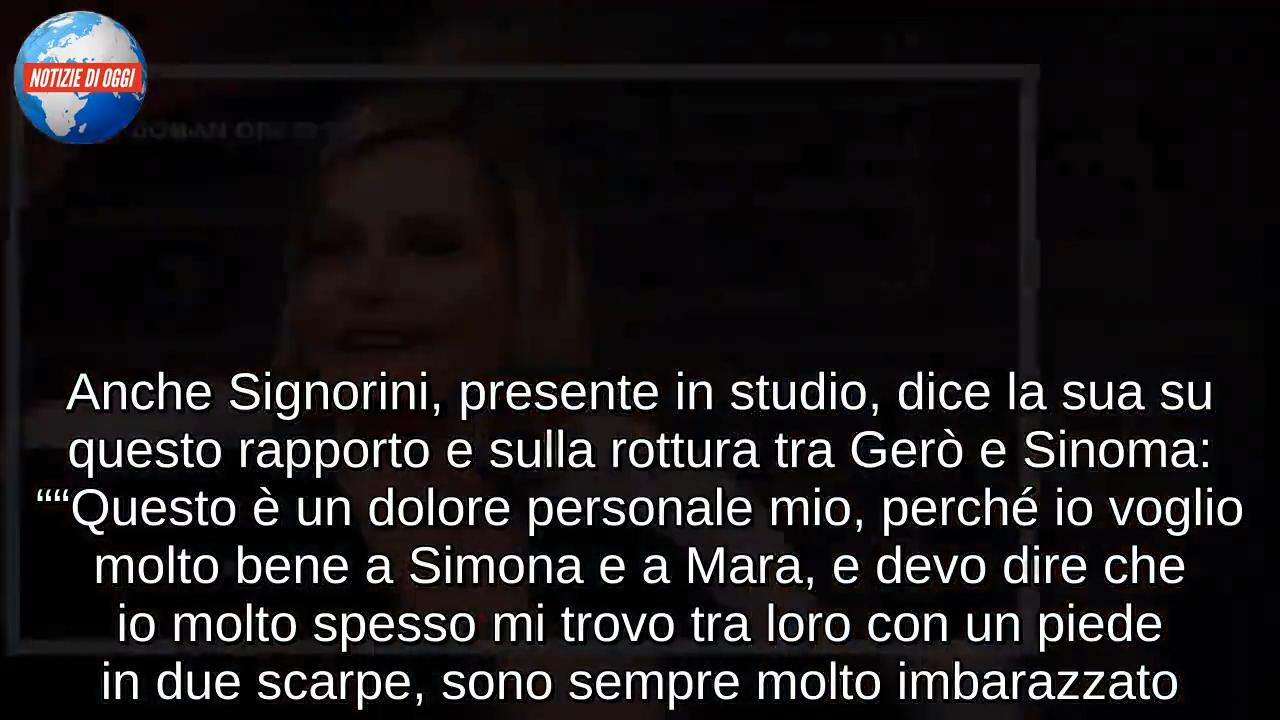 NOTIZIE DI OGGI
Anche Signorini, presente in studio, dice la sua su
questo rapporto e sulla rottura tra Gerò e Sinoma:
““Questo è un dolore personale mio, perché io voglio
molto bene a Simona e a Mara, e devo dire che
io molto spesso mi trovo tra loro con un piede
in due scarpe, sono sempre molto imbarazzato